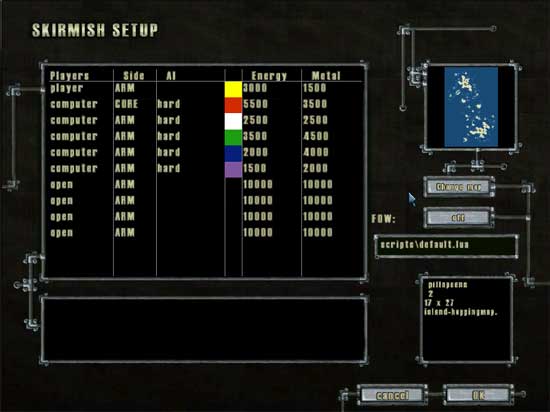 SKIRMISH SETUP
Players Side AI Energy Metal
player ARM 3000 1500
computer CORE hard 5500 3500
computer ARM hard 2500 2500
computer ARM hard 3500 4500
computer ARM hard 2000 4000
computer ARM hard 1500 2000
open ARM 10000 10000
open ARM 10000 10000
open ARM 10000 10000
open ARM 10000 10000
Change map
FOW: off
scripts\default.lua
2
17 x 27
island-hoppingmap.
cancel OK